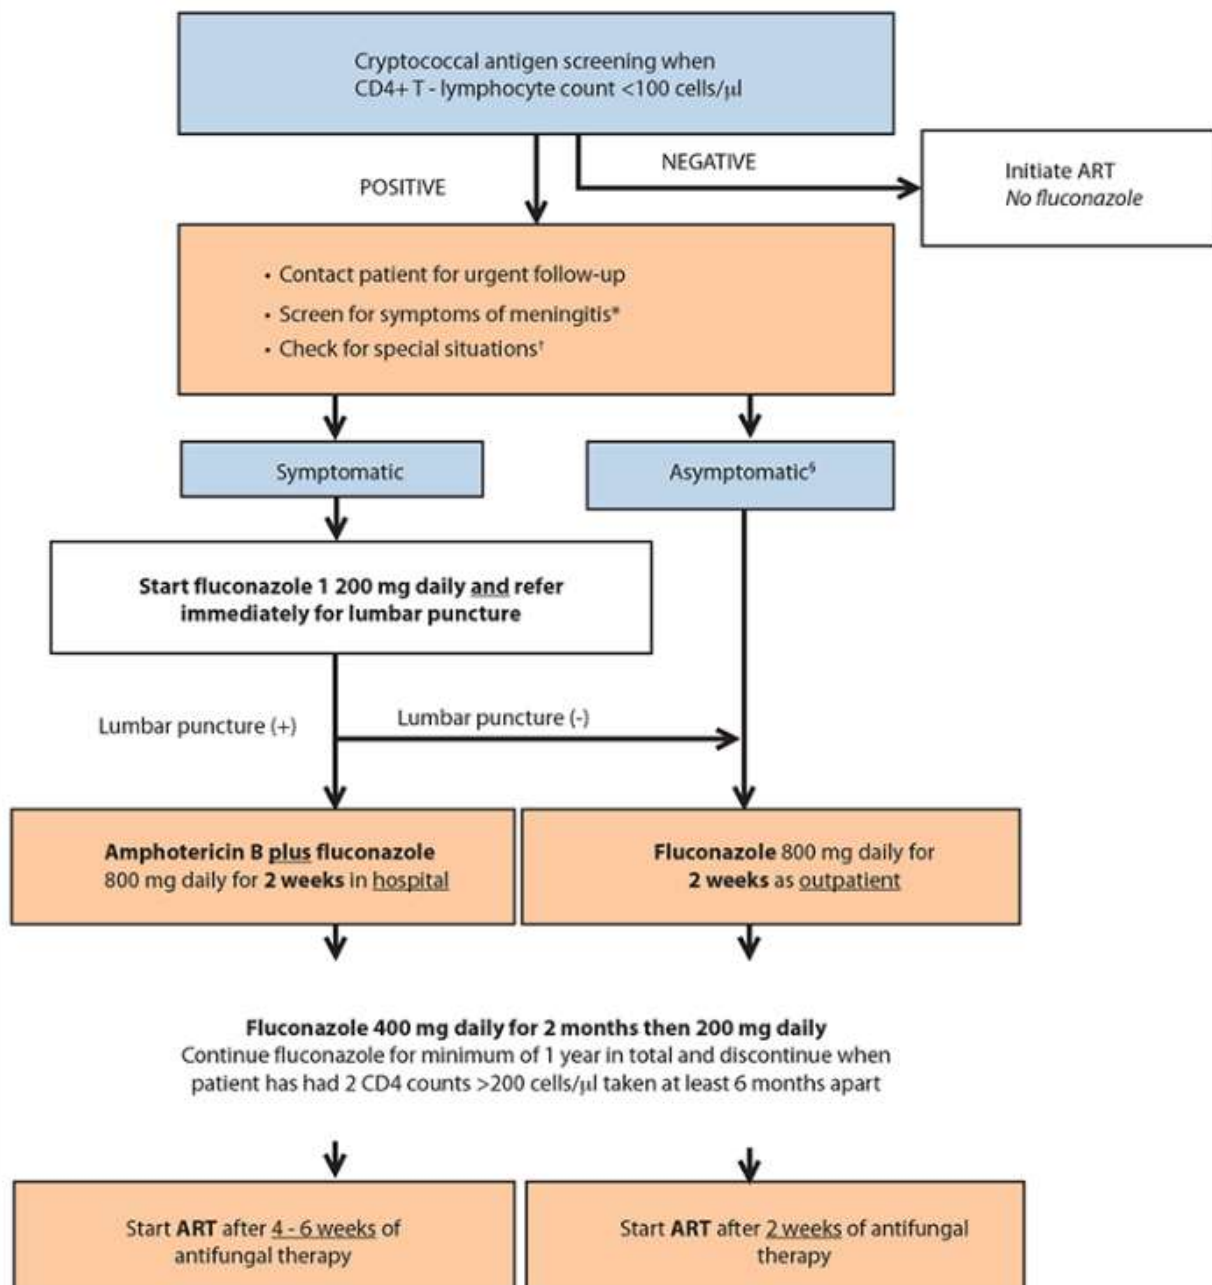 Cryptococcal antigen screening when
CD4+ T - lymphocyte count <100 cells/µl
NEGATIVE
POSITIVE
Initiate ART
No fluconazole
• Contact patient for urgent follow-up
• Screen for symptoms of meningitis*
• Check for special situations†
Symptomatic
Asymptomatic§
Start fluconazole 1 200 mg daily and refer
immediately for lumbar puncture
Lumbar puncture (+)
Lumbar puncture (-)
Amphotericin B plus fluconazole
800 mg daily for 2 weeks in hospital
Fluconazole 800 mg daily for
2 weeks as outpatient
Fluconazole 400 mg daily for 2 months then 200 mg daily
Continue fluconazole for minimum of 1 year in total and discontinue when
patient has had 2 CD4 counts >200 cells/µl taken at least 6 months apart
Start ART after 4 - 6 weeks of
antifungal therapy
Start ART after 2 weeks of antifungal
therapy